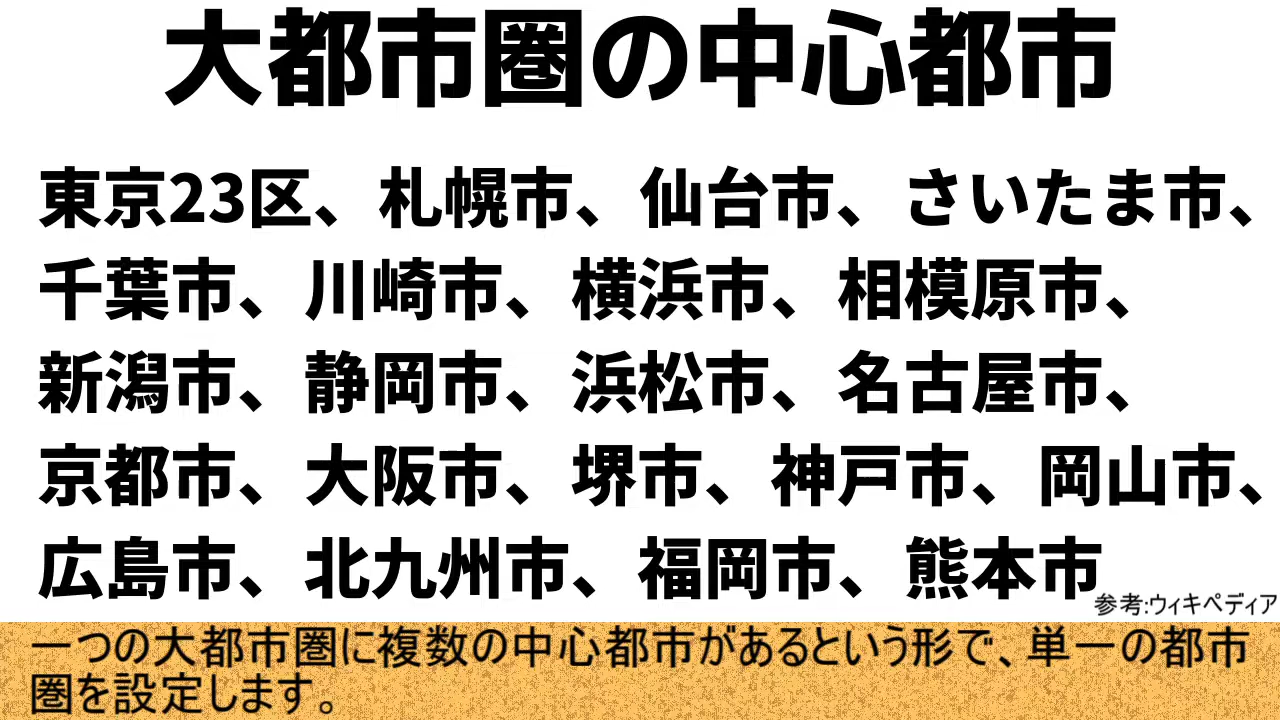 大都市圏の中心都市
東京23区、札幌市、仙台市、さいたま市、
千葉市、川崎市、横浜市、相模原市、
新潟市、静岡市、浜松市、名古屋市、
京都市、大阪市、堺市、神戸市、岡山市、
広島市、北九州市、福岡市、熊本市
参考:ウィキペディア
一つの大都市圏に複数の中心都市があるという形で、単一の都市
圏を設定します。